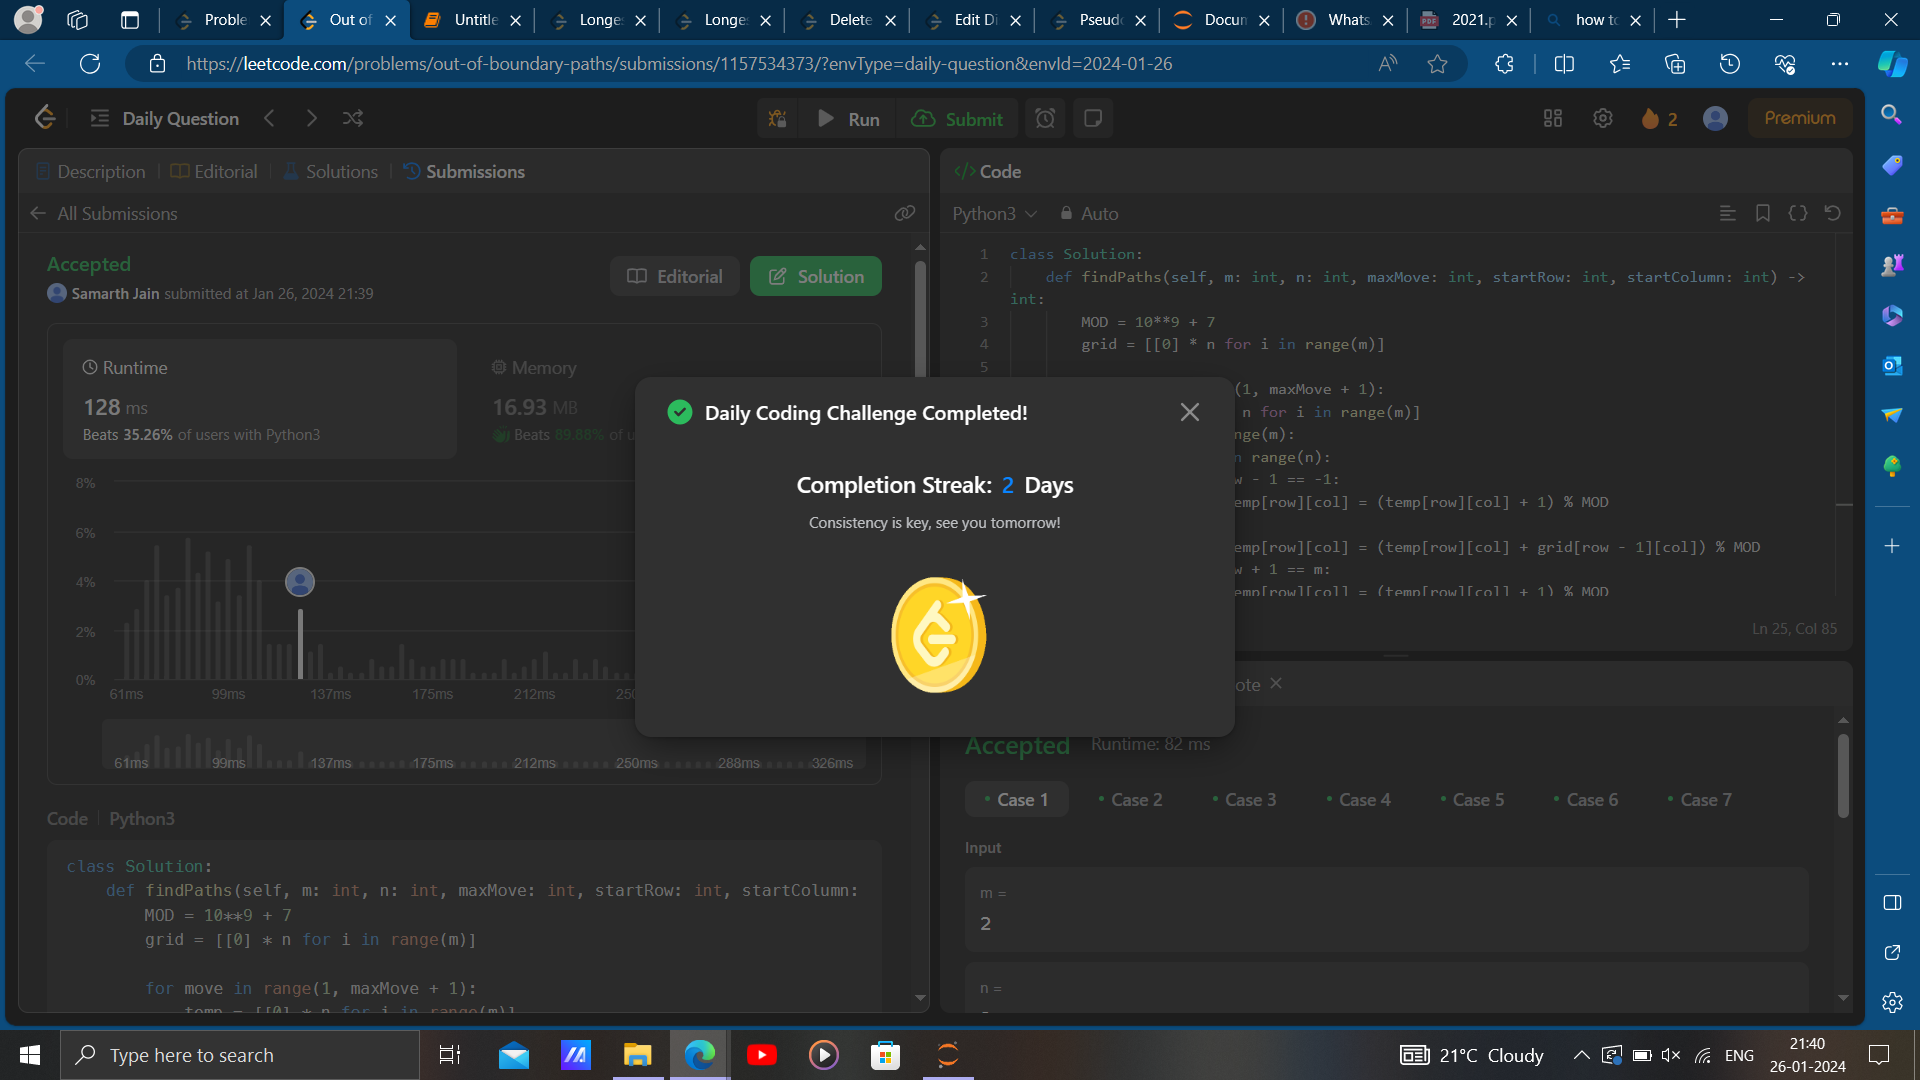 Proble
Out of
Untitle
Longe
Longe
Delete
Edit Di
Pseud
Docun
Whats
2021.p
how to
https://leetcode.com/problems/out-of-boundary-paths/submissions/1157534373/?envType=daily-question&envId=2024-01-26
Daily Question
Run
Submit
2
Premium
Description
Editorial
Solutions
Submissions
All Submissions
Accepted
Samarth Jain submitted at Jan 26, 2024 21:39
Editorial
Solution
Runtime
128 ms
Beats 35.26% of users with Python3
Memory
16.93 MB
Beats 89.88% of u
8%
6%
4%
2%
0%
61ms 99ms 137ms 175ms 212ms 250
61ms 99ms 137ms 175ms 212ms 250ms 288ms 326ms
Code Python3
class Solution:
def findPaths(self, m: int, n: int, maxMove: int, startRow: int, startColumn:
MOD = 10**9 + 7
grid = [[0] * n for i in range(m)]
for move in range(1, maxMove + 1):
temp = [[0] * n for i in range(m)]
Code
Python3
Auto
1 class Solution:
2 def findPaths(self, m: int, n: int, maxMove: int, startRow: int, startColumn: int) ->
int:
3 MOD = 10**9 + 7
4 grid = [[0] * n for i in range(m)]
5
(1, maxMove + 1):
n for i in range(m)]
nge(m):
n range(n):
w - 1 == -1:
emp[row][col] = (temp[row][col] + 1) % MOD
emp[row][col] = (temp[row][col] + grid[row - 1][col]) % MOD
w + 1 == m:
emp[row][col] = (temp[row][col] + 1) % MOD
Ln 25, Col 85
Daily Coding Challenge Completed!
Completion Streak: 2 Days
Consistency is key, see you tomorrow!
ote
Accepted Runtime: 82 ms
Case 1
Case 2
Case 3
Case 4
Case 5
Case 6
Case 7
Input
m =
2
n =
Type here to search
21°C Cloudy
ENG
21:40
26-01-2024